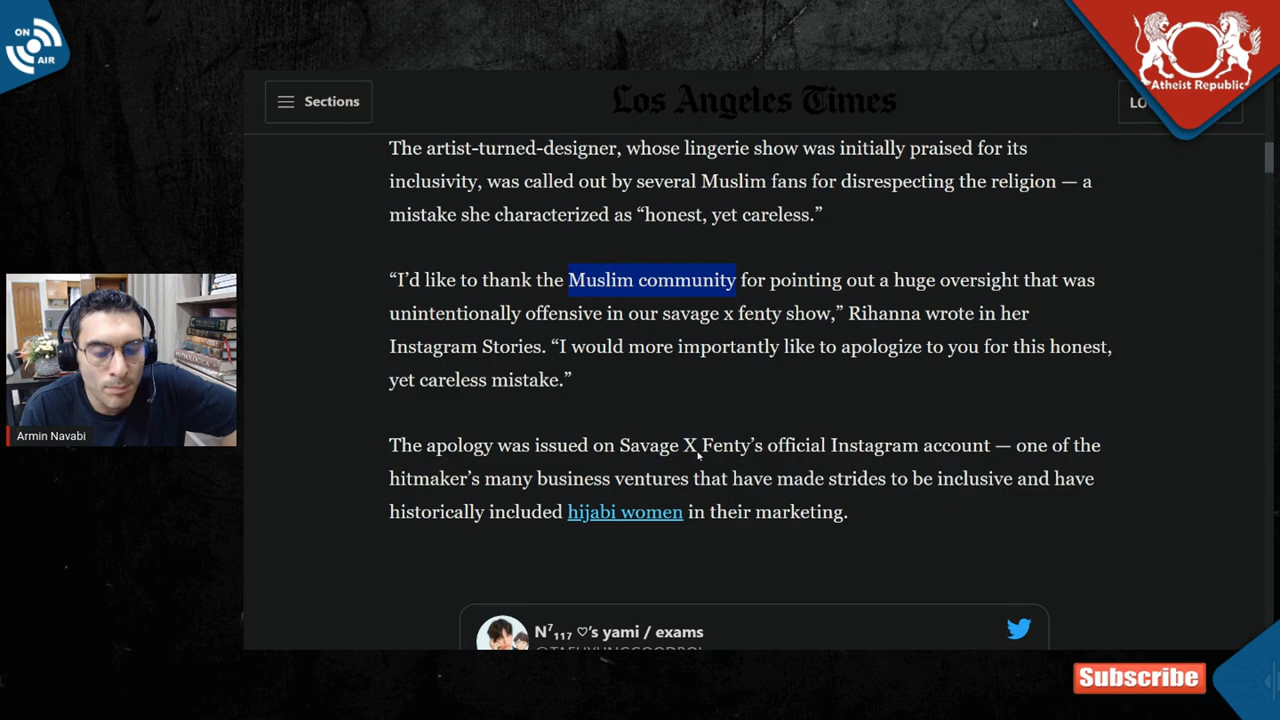 ON
AIR
Sections
Los Angeles Times
LO
Atheist Republic
The artist-turned-designer, whose lingerie show was initially praised for its
inclusivity, was called out by several Muslim fans for disrespecting the religion — a
mistake she characterized as “honest, yet careless.”
“I’d like to thank the Muslim community for pointing out a huge oversight that was
unintentionally offensive in our savage x fenty show,” Rihanna wrote in her
Instagram Stories. “I would more importantly like to apologize to you for this honest,
yet careless mistake.”
Armin Navabi
The apology was issued on Savage X Fenty’s official Instagram account — one of the
hitmaker’s many business ventures that have made strides to be inclusive and have
historically included hijabi women in their marketing.
N⁷₁₁₇ ♡’s yami / exams
Subscribe